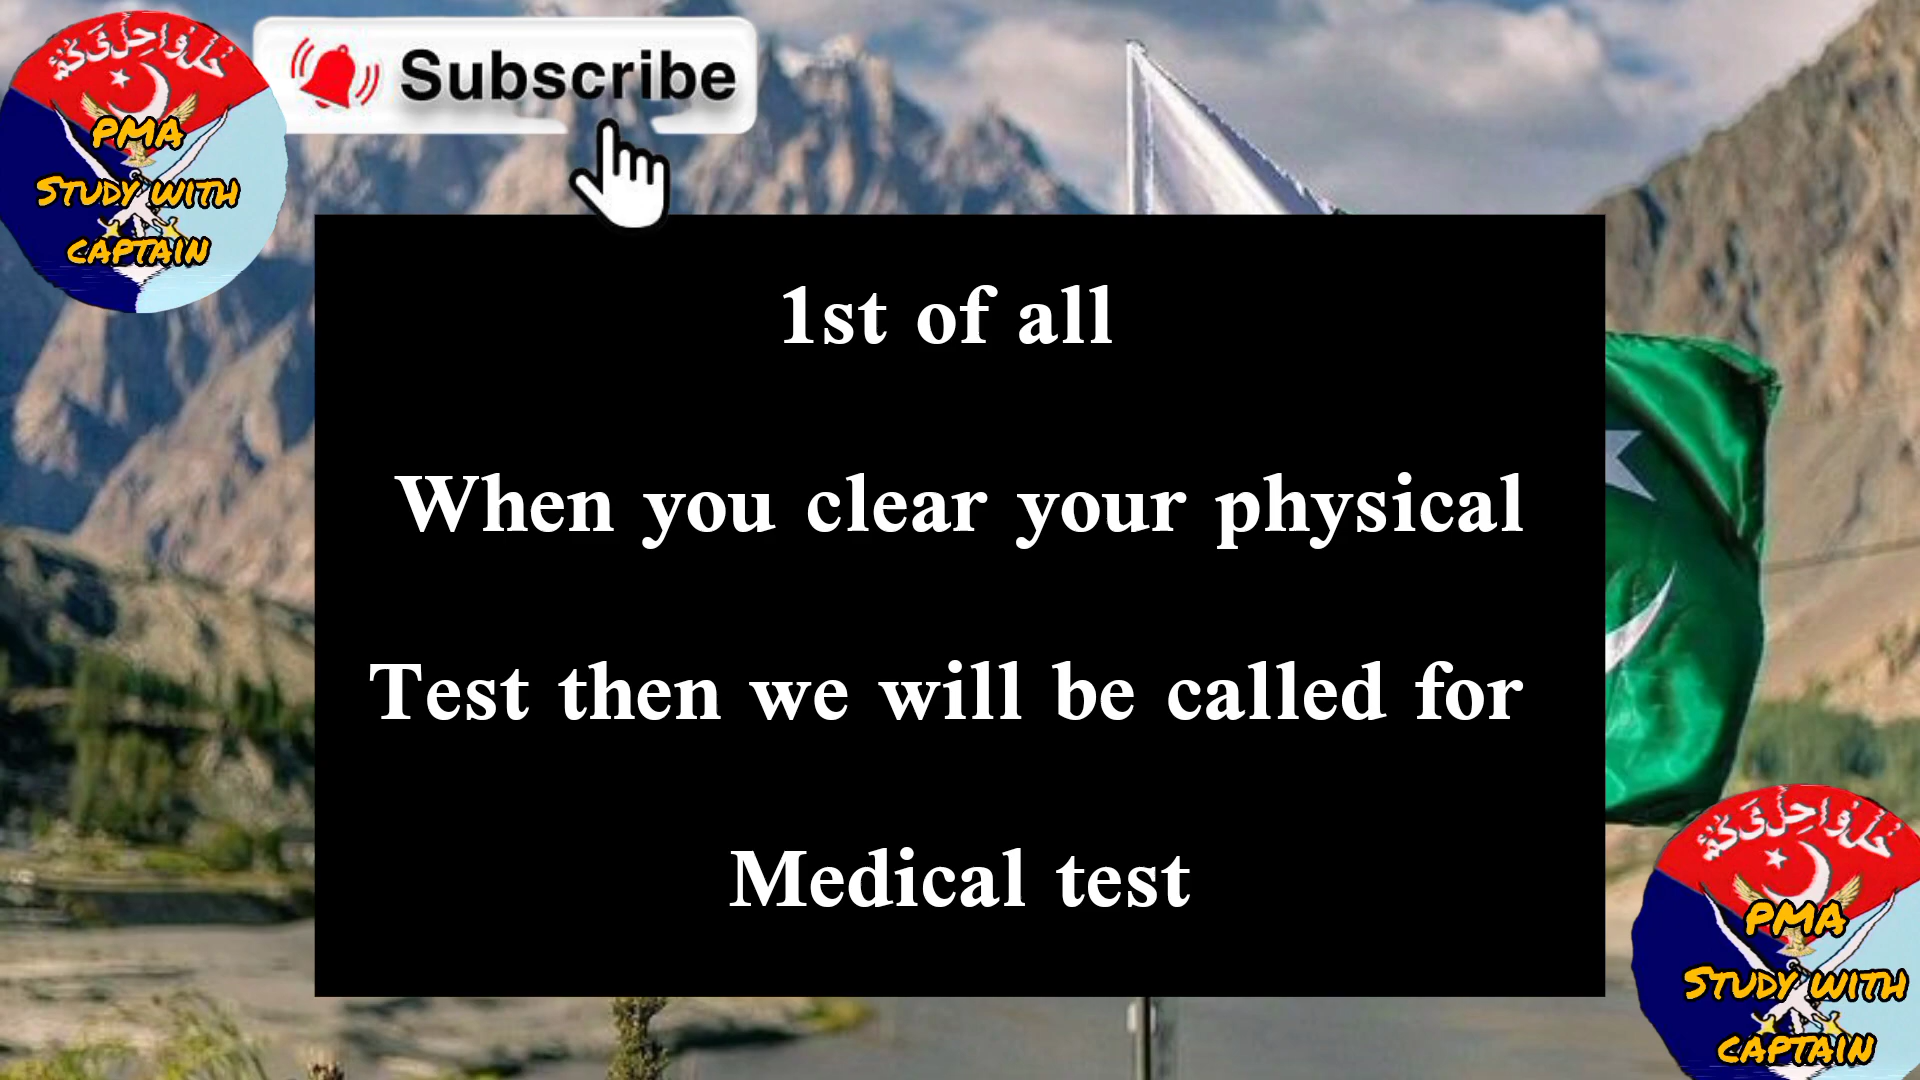 PMA
STUDY WITH
CAPTAIN
Subscribe
1st of all
When you clear your physical
Test then we will be called for
Medical test
PMA
STUDY WITH
CAPTAIN